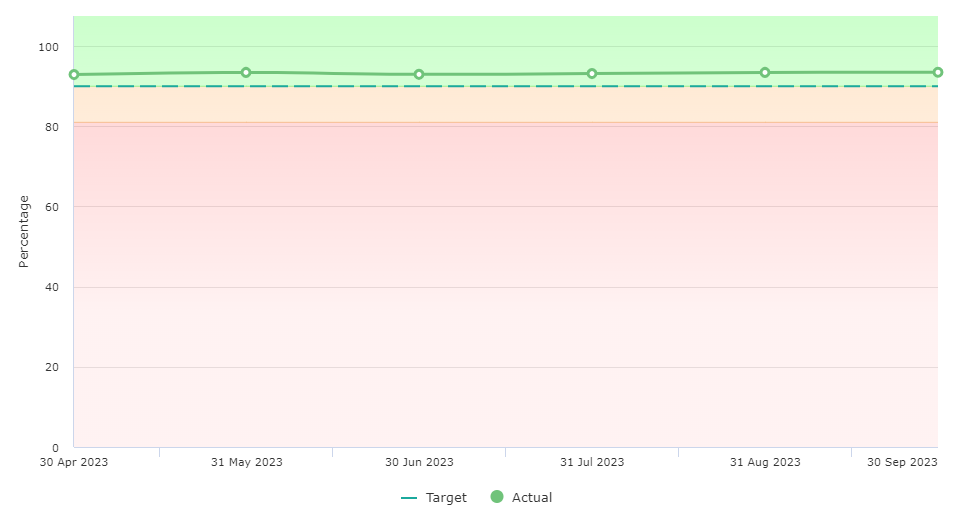 100
80
60
40
20
0
Percentage
30 Apr 2023
31 May 2023
30 Jun 2023
31 Jul 2023
31 Aug 2023
30 Sep 2023
Target
Actual